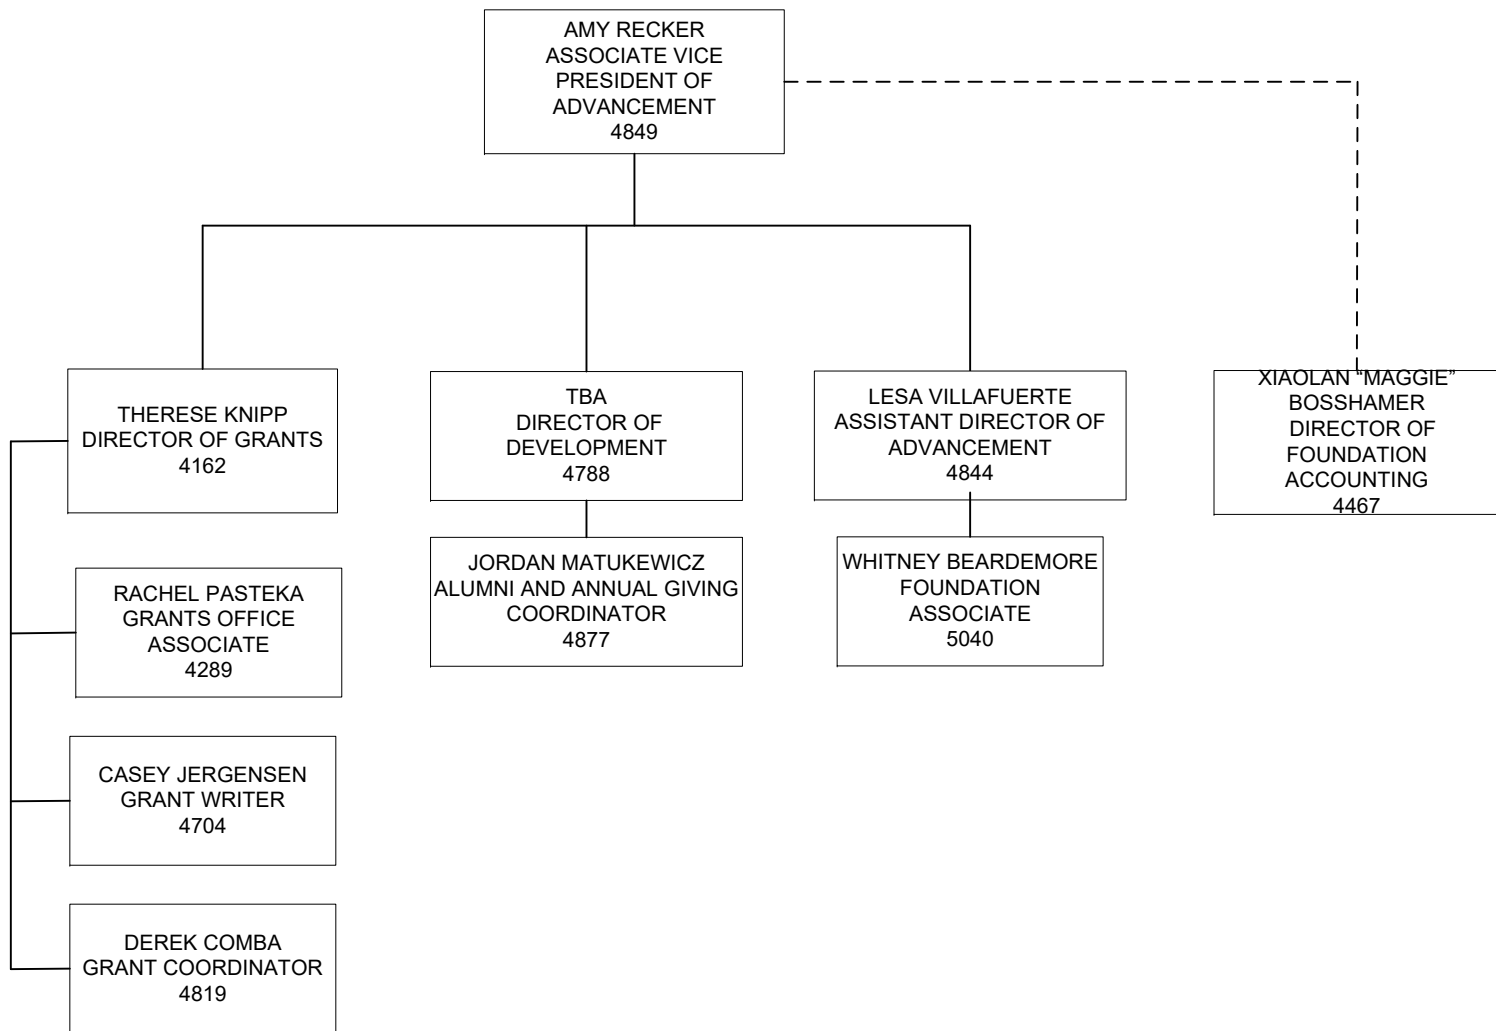 AMY RECKER
ASSOCIATE VICE
PRESIDENT OF
ADVANCEMENT
4849
THERESE KNIPP
DIRECTOR OF GRANTS
4162
TBA
DIRECTOR OF
DEVELOPMENT
4788
LESA VILLAFUERTE
ASSISTANT DIRECTOR OF
ADVANCEMENT
4844
XIAOLAN “MAGGIE”
BOSSHAMER
DIRECTOR OF
FOUNDATION
ACCOUNTING
4467
RACHEL PASTEKA
GRANTS OFFICE
ASSOCIATE
4289
JORDAN MATUKEWICZ
ALUMNI AND ANNUAL GIVING
COORDINATOR
4877
WHITNEY BEARDEMORE
FOUNDATION
ASSOCIATE
5040
CASEY JERGENSEN
GRANT WRITER
4704
DEREK COMBA
GRANT COORDINATOR
4819